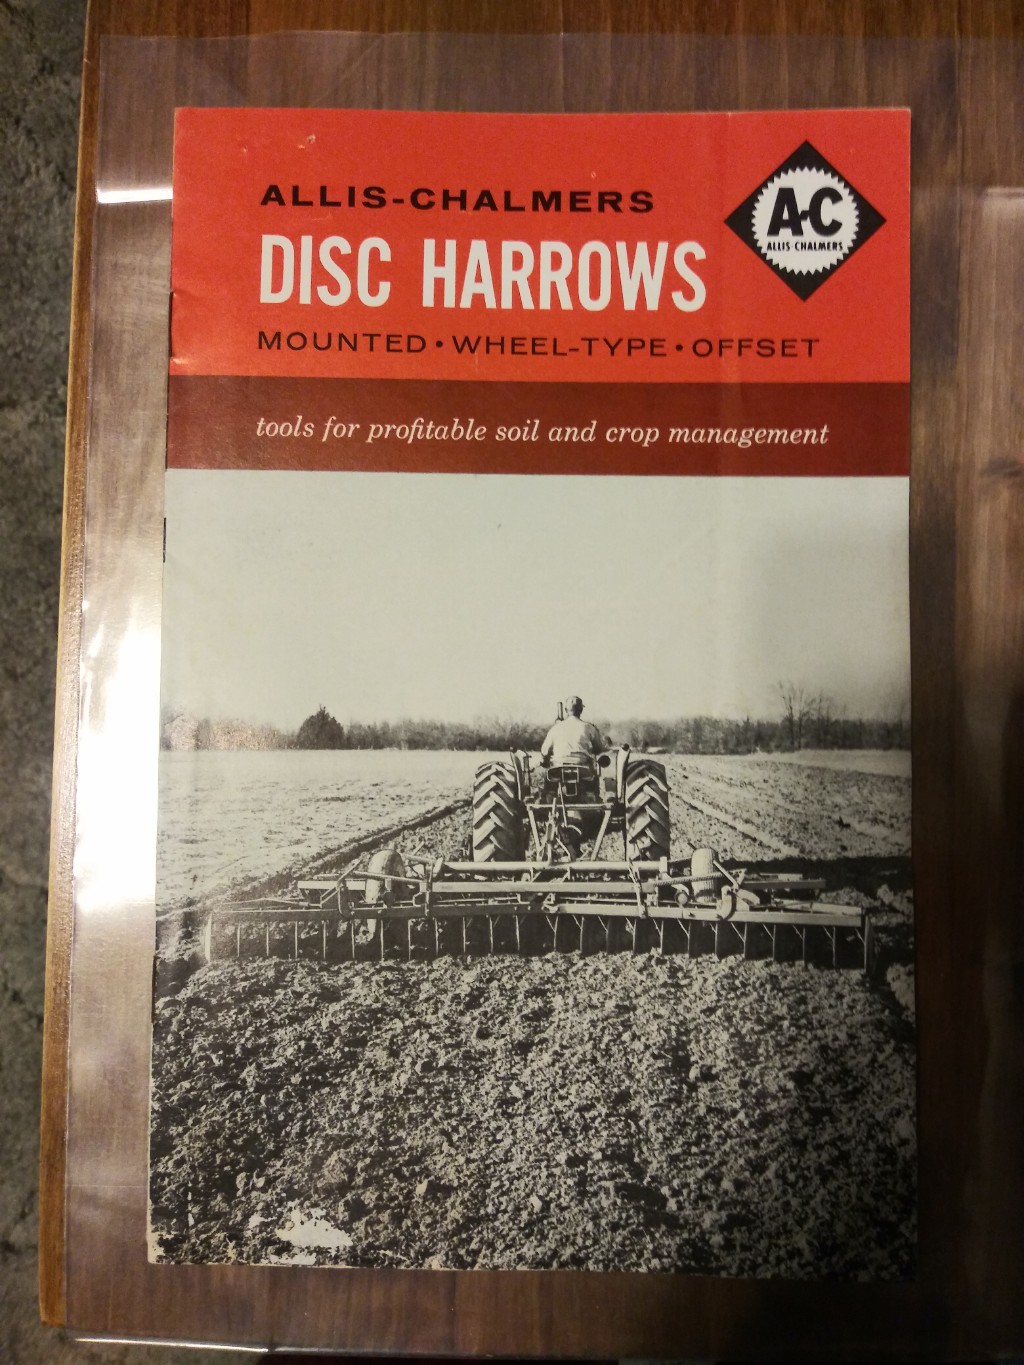 ALLIS-CHALMERS
A-C
ALLIS-CHALMERS
DISC HARROWS
MOUNTED • WHEEL-TYPE • OFFSET
tools for profitable soil and crop management